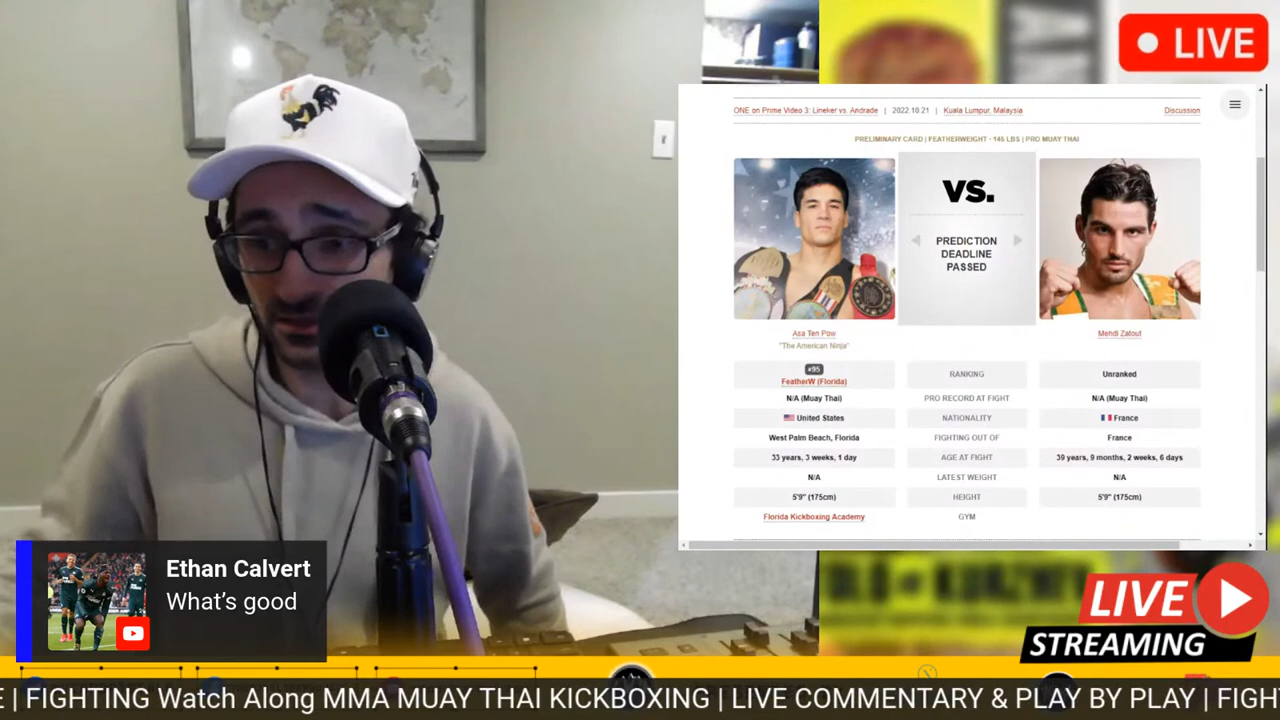 LIVE
ONE on Prime Video 3: Lineker vs. Andrade | 2022.10.21 | Kuala Lumpur, Malaysia
Discussion
PRELIMINARY CARD | FEATHERWEIGHT · 145 LBS | PRO MUAY THAI
VS.
PREDICTION
DEADLINE
PASSED
Asa Ten Pow
Mehdi Zatout
"The American Ninja"
#95
FeatherW (Florida)
RANKING
Unranked
N/A (Muay Thai) PRO RECORD AT FIGHT N/A (Muay Thai)
United States NATIONALITY France
West Palm Beach, Florida FIGHTING OUT OF France
33 years, 3 weeks, 1 day AGE AT FIGHT 39 years, 9 months, 2 weeks, 6 days
N/A LATEST WEIGHT N/A
5'9" (175cm) HEIGHT 5'9" (175cm)
Florida Kickboxing Academy GYM
Ethan Calvert
What's good
LIVE
STREAMING
E | FIGHTING Watch Along MMA MUAY THAI KICKBOXING | LIVE COMMENTARY & PLAY BY PLAY | FIGH